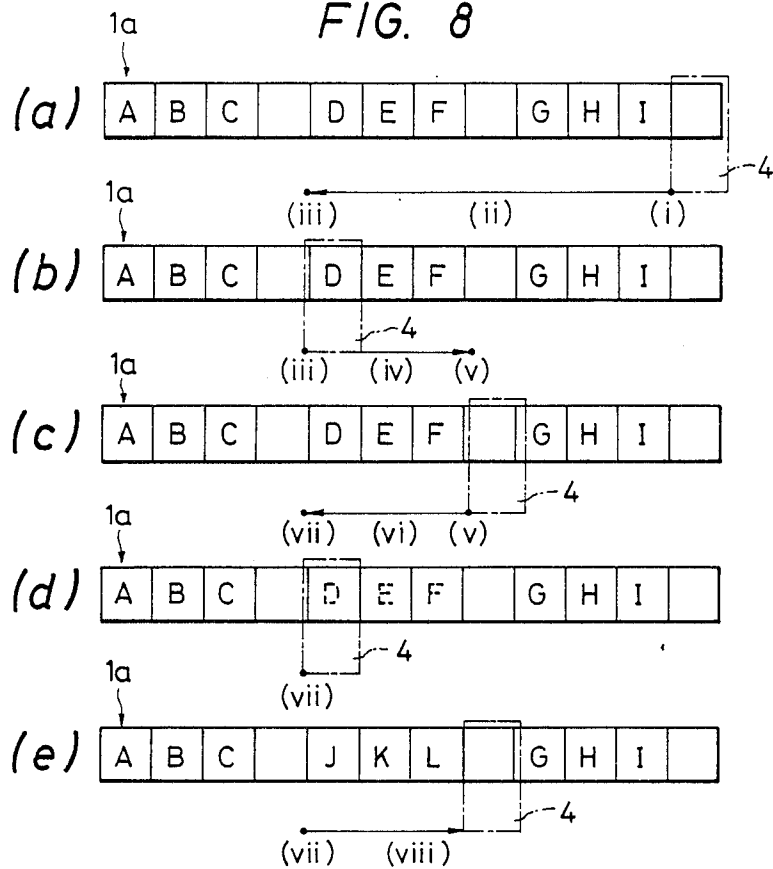 FIG. 8
1a
(a) A B C D E F G H I
4
(iii) (ii) (i)
1a
(b) A B C D E F G H I
4
(iii) (iv) (v)
1a
(c) A B C D E F G H I
4
(vii) (vi) (v)
1a
(d) A B C D E F G H I
4
(vii)
1a
(e) A B C J K L G H I
4
(vii) (viii)